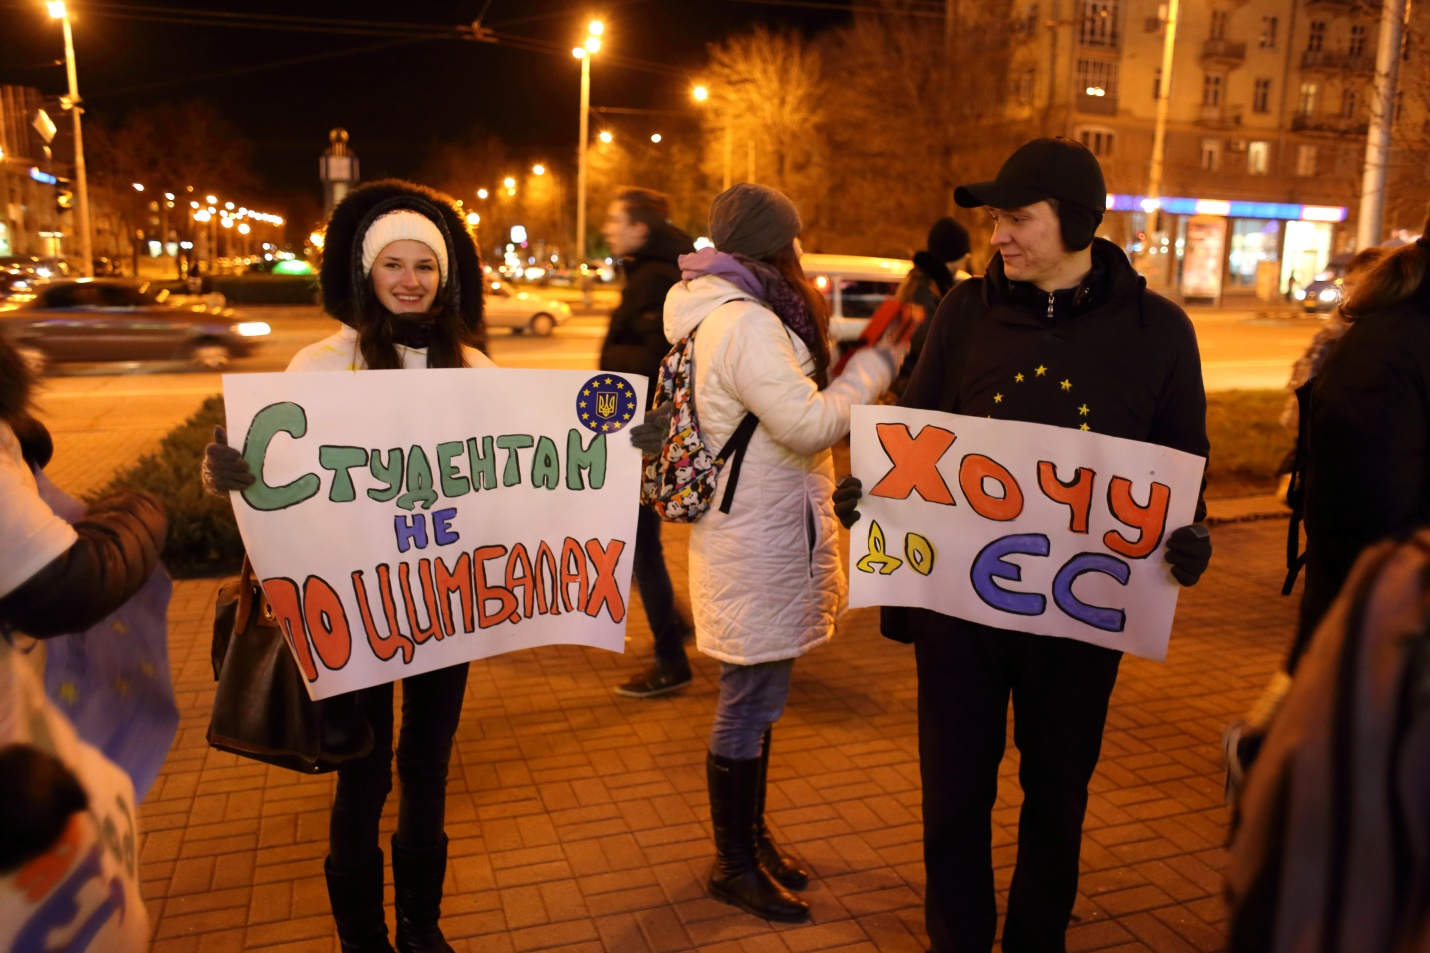 Студентам
не
по цимбалах
Хочу
до ЄС